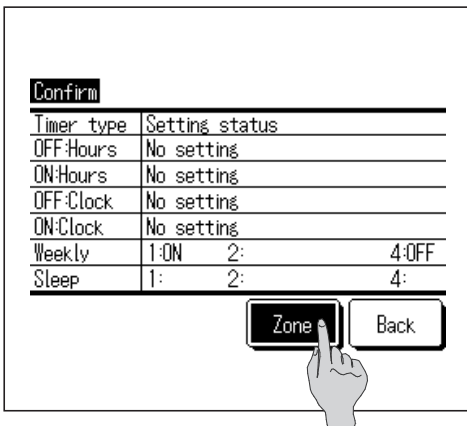 Confirm
Timer type Setting status
OFF:Hours No setting
ON:Hours No setting
OFF:Clock No setting
ON:Clock No setting
Weekly 1:ON 2: 4:OFF
Sleep 1: 2: 4:
Zone Back